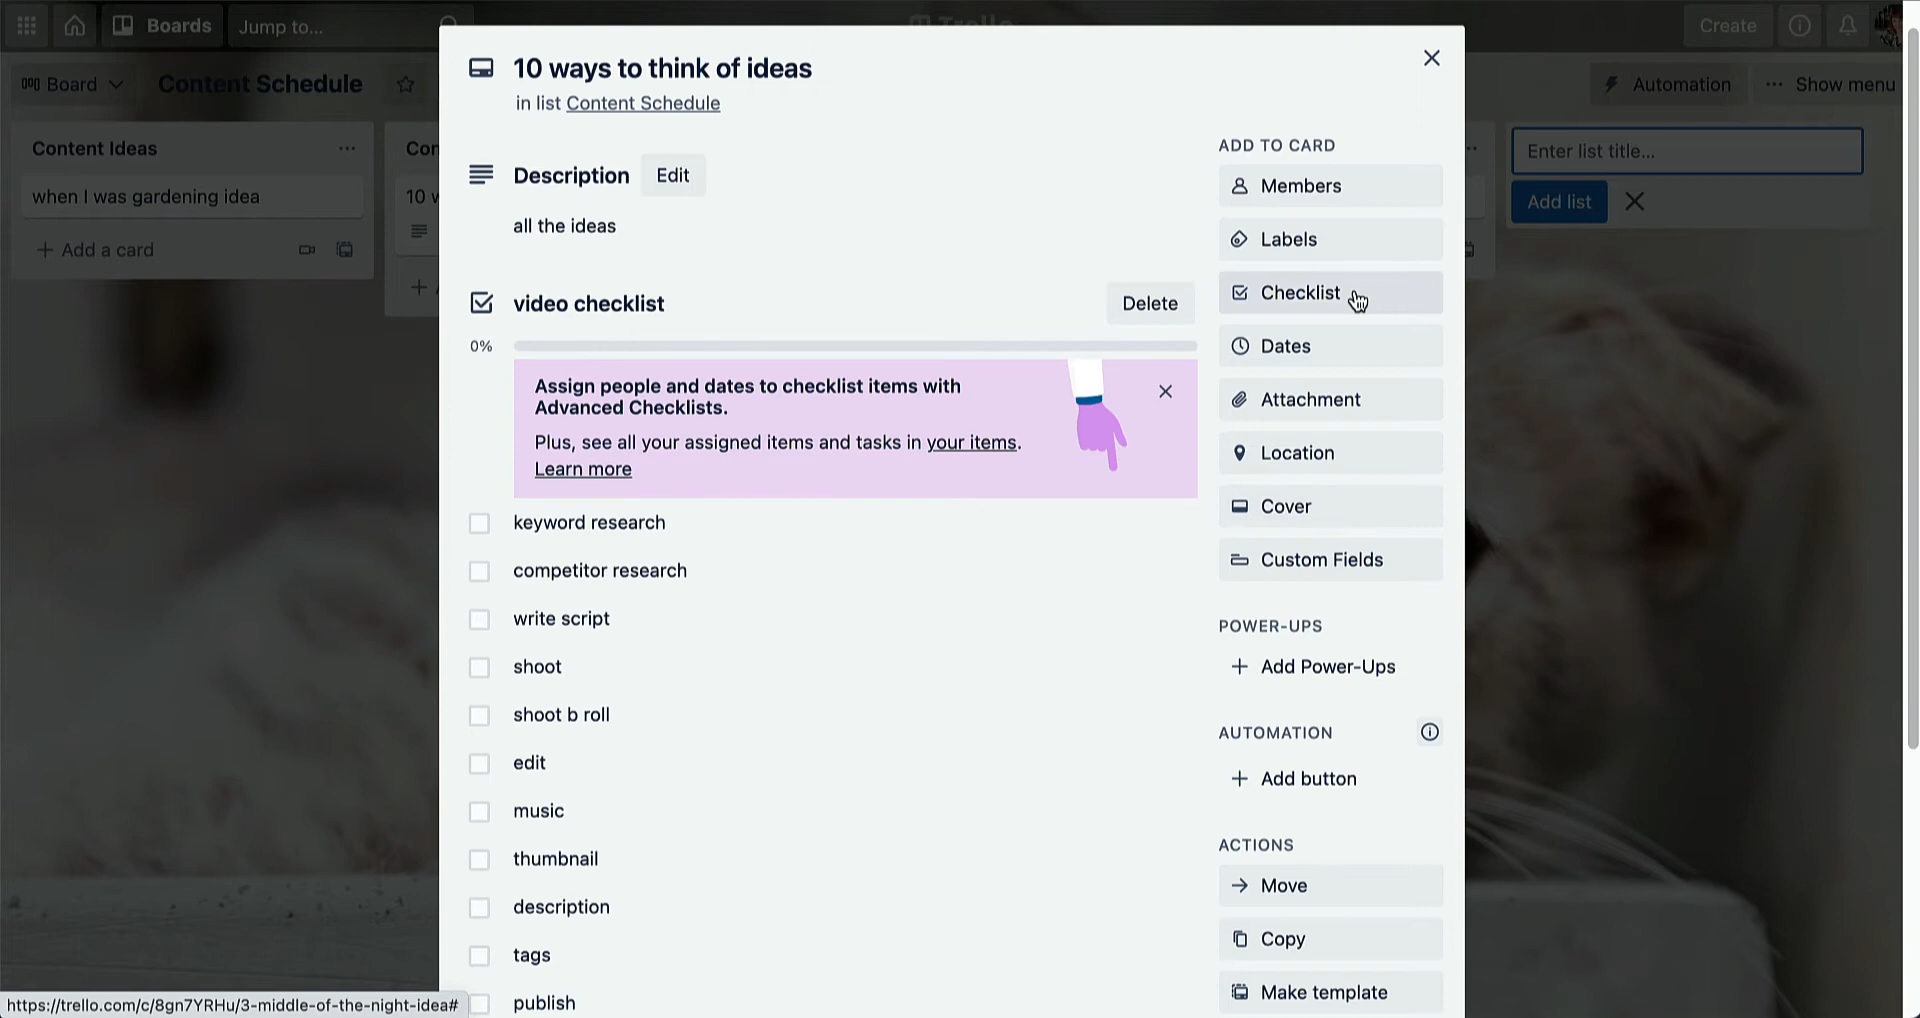 Boards
Jump to...
Trello
Create
Board
Content Schedule
Automation
Show menu
Content Ideas
when I was gardening idea
Add a card
Con
10 w
Enter list title...
Add list
10 ways to think of ideas
in list Content Schedule
Description
Edit
all the ideas
video checklist
Delete
0%
Assign people and dates to checklist items with
Advanced Checklists.
Plus, see all your assigned items and tasks in your items.
Learn more
keyword research
competitor research
write script
shoot
shoot b roll
edit
music
thumbnail
description
tags
publish
ADD TO CARD
Members
Labels
Checklist
Dates
Attachment
Location
Cover
Custom Fields
POWER-UPS
Add Power-Ups
AUTOMATION
Add button
ACTIONS
Move
Copy
Make template
https://trello.com/c/8gn7YRHu/3-middle-of-the-night-idea#